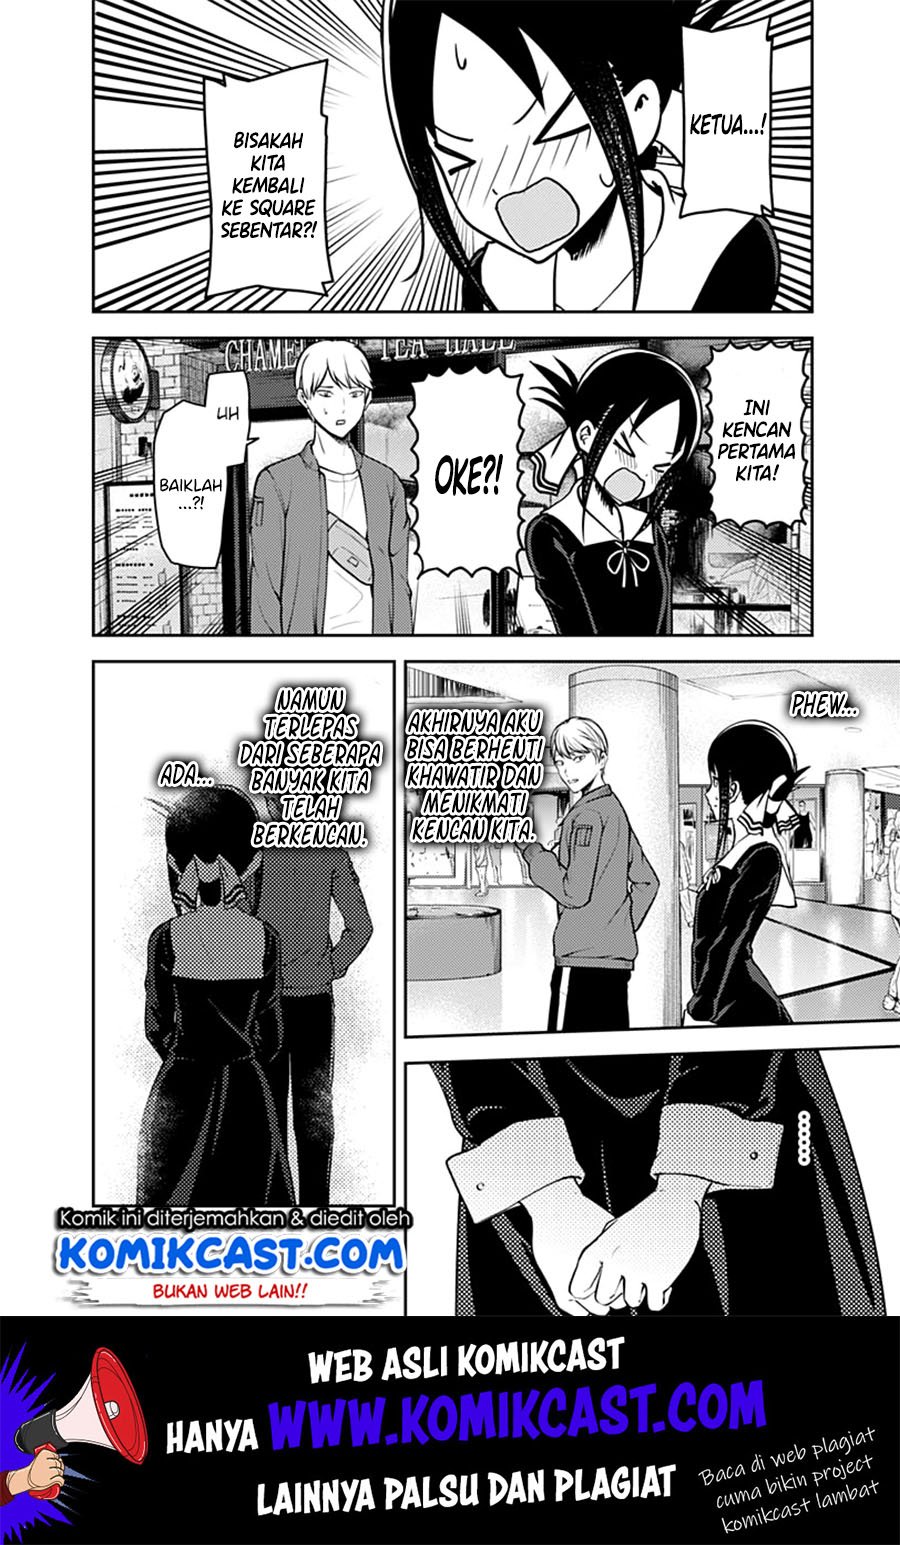 KETUA...!
BISAKAH
KITA
KEMBALI
KE SQUARE
SEBENTAR?!
CHAME
TEA HALL
INI
KENCAN
PERTAMA
KITA!
OKE?!
UH
BAIKLAH
...?!
PHEW...
AKHIRNYA AKU
BISA BERHENTI
KHAWATIR DAN
MENIKMATI
KENCAN KITA.
NAMUN
TERLEPAS
DARI SEBERAPA
BANYAK KITA
TELAH
BERKENCAN.
ADA...
Komik ini diterjemahkan & diedit oleh
KOMIKCAST.COM
BUKAN WEB LAIN!!
WEB ASLI KOMIKCAST
HANYA WWW.KOMIKCAST.COM
LAINNYA PALSU DAN PLAGIAT
Baca di web plagiat
cuma bikin project
komikcast lambat